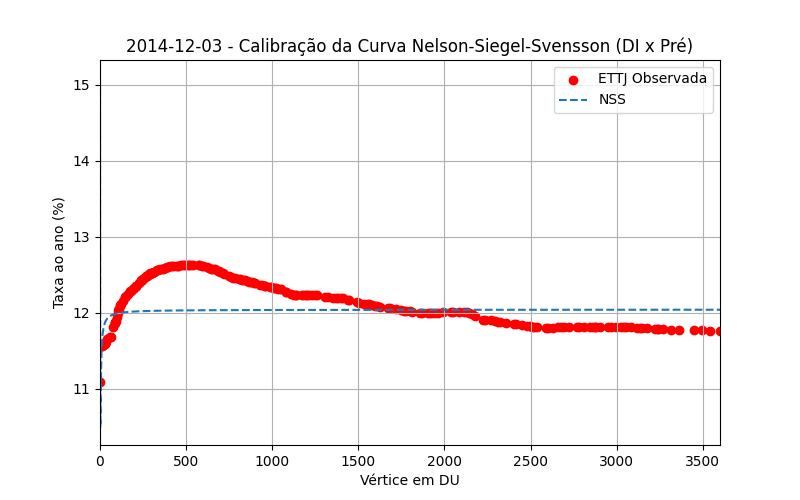 2014-12-03 - Calibração da Curva Nelson-Siegel-Svensson (DI x Pré)
ETTJ Observada
NSS
Taxa ao ano (%)
15
14
13
12
11
0 500 1000 1500 2000 2500 3000 3500
Vértice em DU